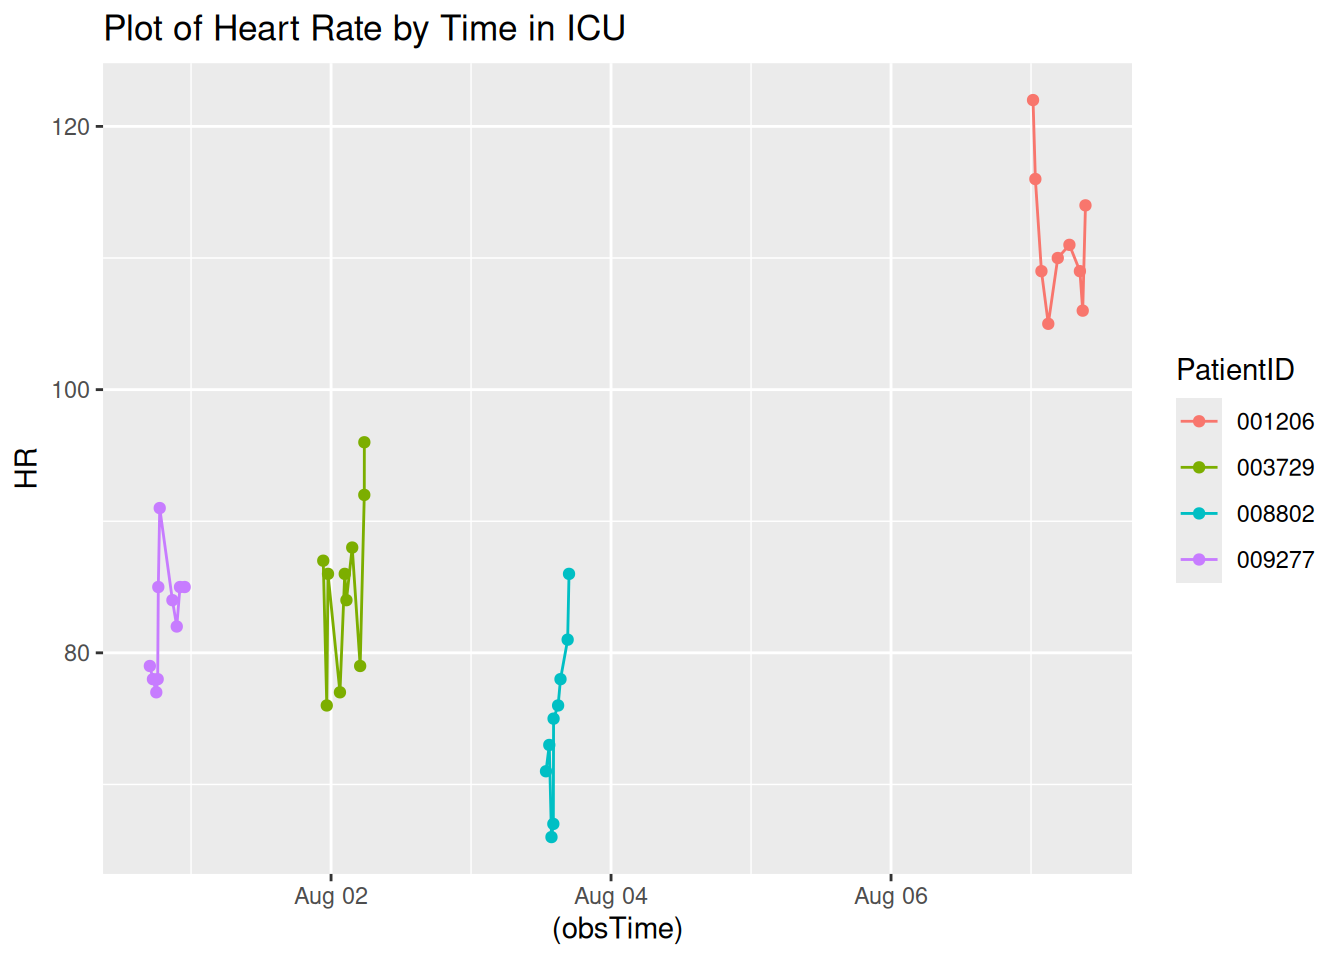 Plot of Heart Rate by Time in ICU
120
100
80
HR
Aug 02 Aug 04 Aug 06
(obsTime)
PatientID
001206
003729
008802
009277